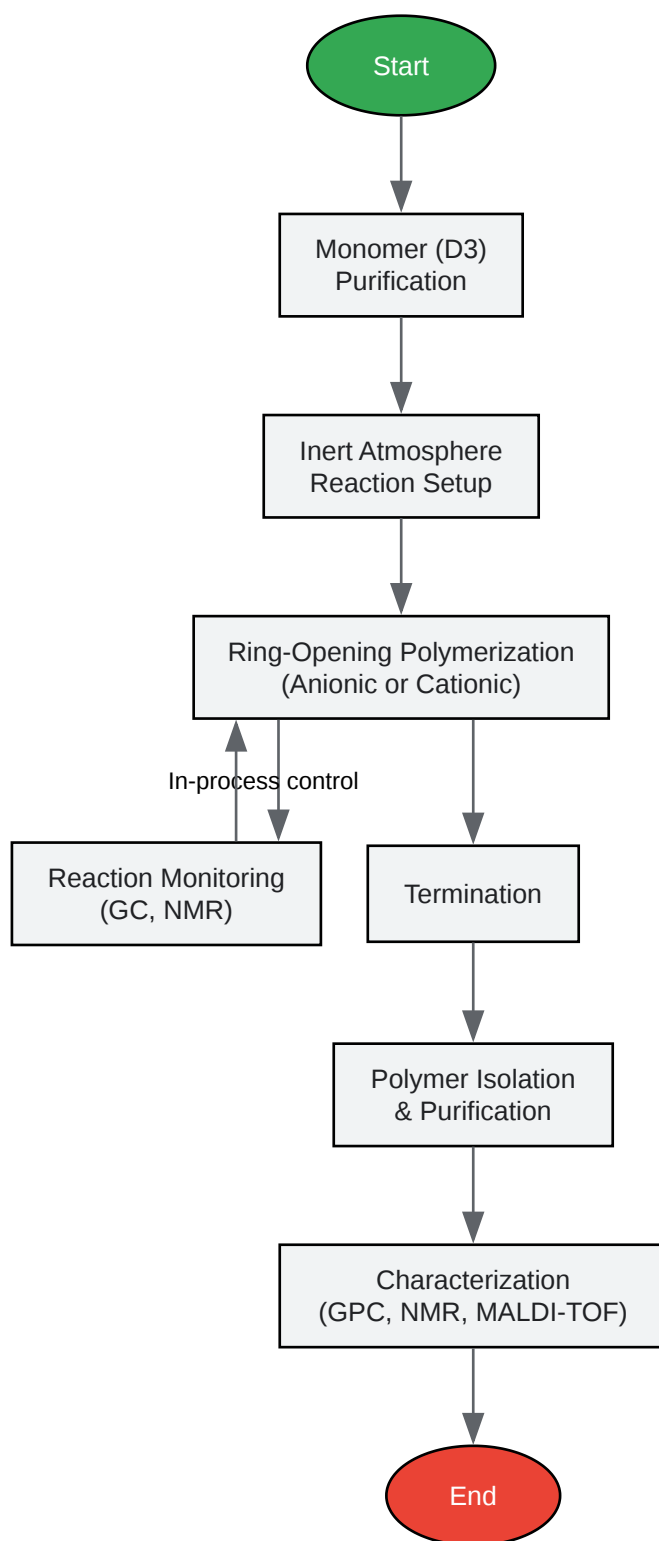 Start
Monomer (D3)
Purification
Inert Atmosphere
Reaction Setup
Ring-Opening Polymerization
(Anionic or Cationic)
In-process control
Reaction Monitoring
(GC, NMR)
Termination
Polymer Isolation
& Purification
Characterization
(GPC, NMR, MALDI-TOF)
End